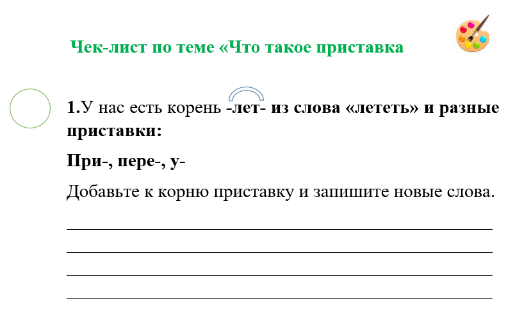 Чек-лист по теме «Что такое приставка
1.У нас есть корень -лет- из слова «лететь» и разные
приставки:
При-, пере-, у-
Добавьте к корню приставку и запишите новые слова.